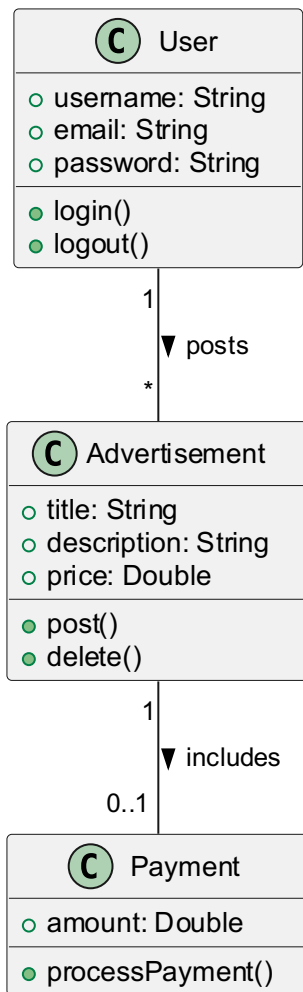 C User
username: String
email: String
password: String
login()
logout()
1
posts
*
C Advertisement
title: String
description: String
price: Double
post()
delete()
1
includes
0..1
C Payment
amount: Double
processPayment()